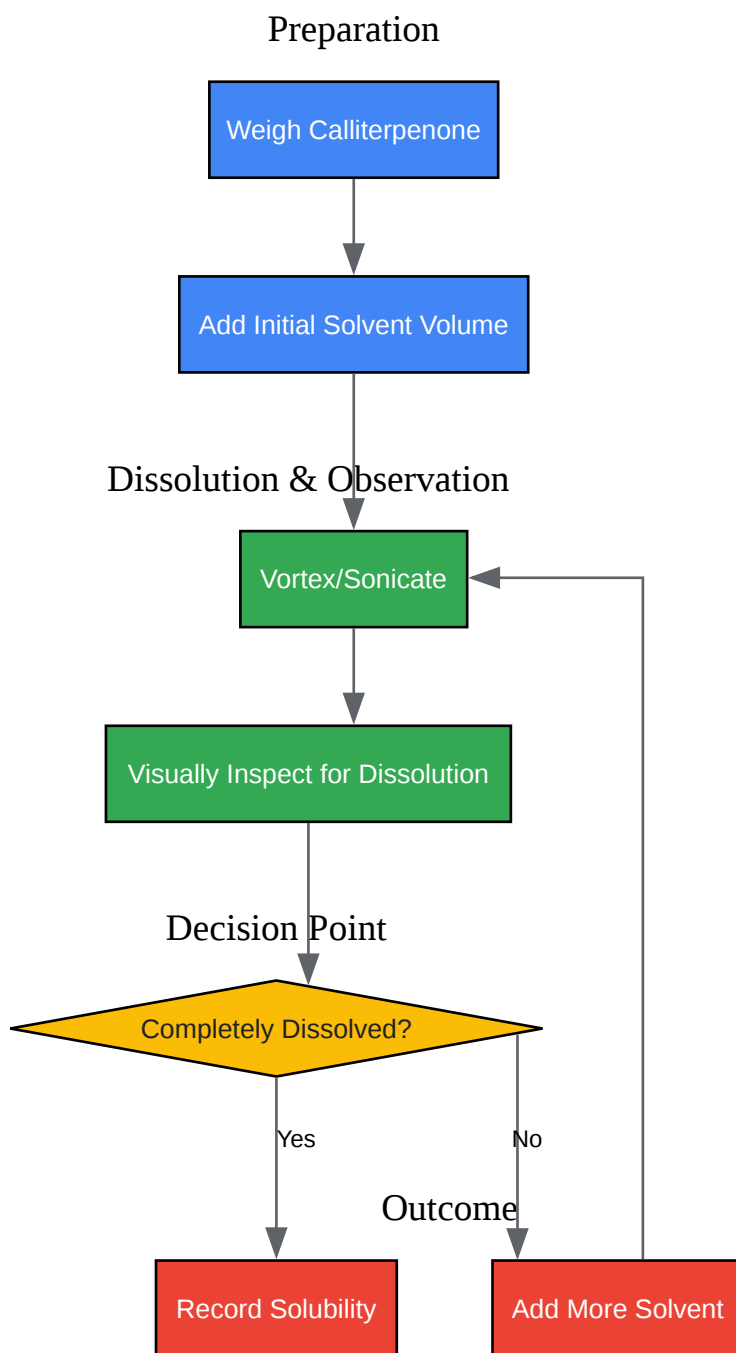 Preparation
Weigh Calliterpenone
Add Initial Solvent Volume
Dissolution & Observation
Vortex/Sonicate
Visually Inspect for Dissolution
Decision Point
Completely Dissolved?
Yes
No
Outcome
Record Solubility
Add More Solvent